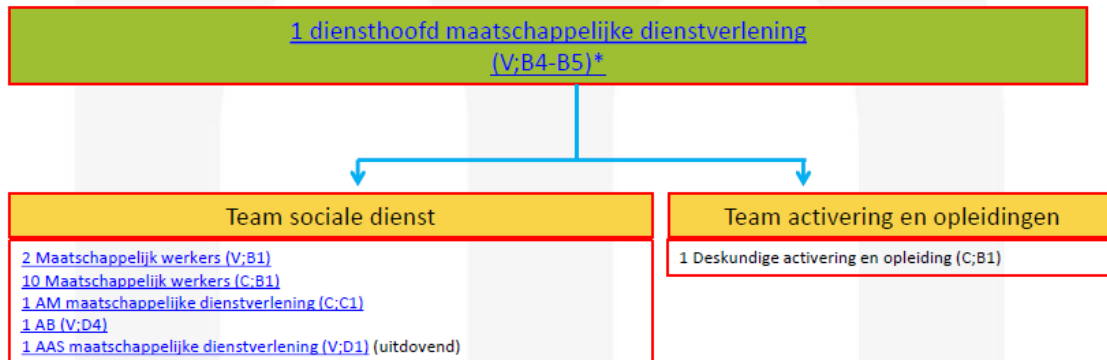 1 diensthoofd maatschappelijke dienstverlening
(V;B4-B5)*
Team sociale dienst
2 Maatschappelijk werkers (V;B1)
10 Maatschappelijk werkers (C;B1)
1 AM maatschappelijke dienstverlening (C;C1)
1 AB (V;D4)
1 AAS maatschappelijke dienstverlening (V;D1) (uitdovend)
Team activering en opleidingen
1 Deskundige activering en opleiding (C;B1)